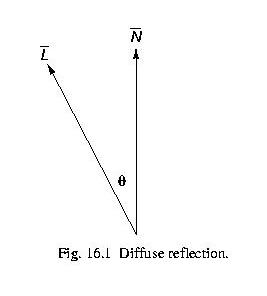 L̅
N̅
θ
Fig. 16.1 Diffuse reflection.